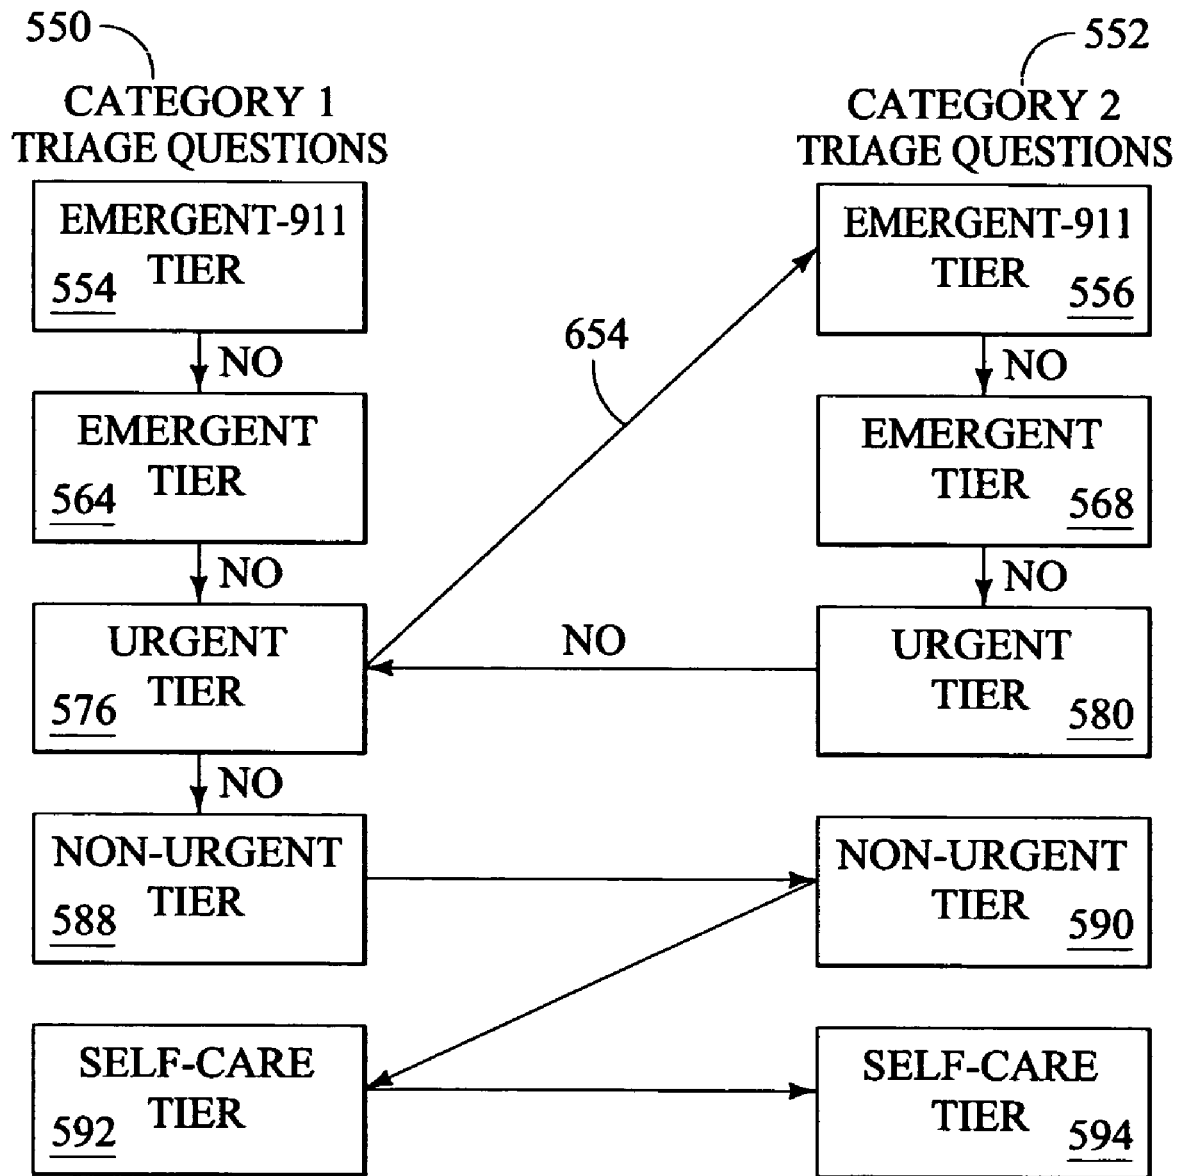 550
552
CATEGORY 1
TRIAGE QUESTIONS
CATEGORY 2
TRIAGE QUESTIONS
EMERGENT-911
TIER
554
EMERGENT-911
TIER
556
654
NO
NO
EMERGENT
TIER
564
EMERGENT
TIER
568
NO
NO
URGENT
TIER
576
NO
URGENT
TIER
580
NO
NON-URGENT
TIER
588
NON-URGENT
TIER
590
SELF-CARE
TIER
592
SELF-CARE
TIER
594